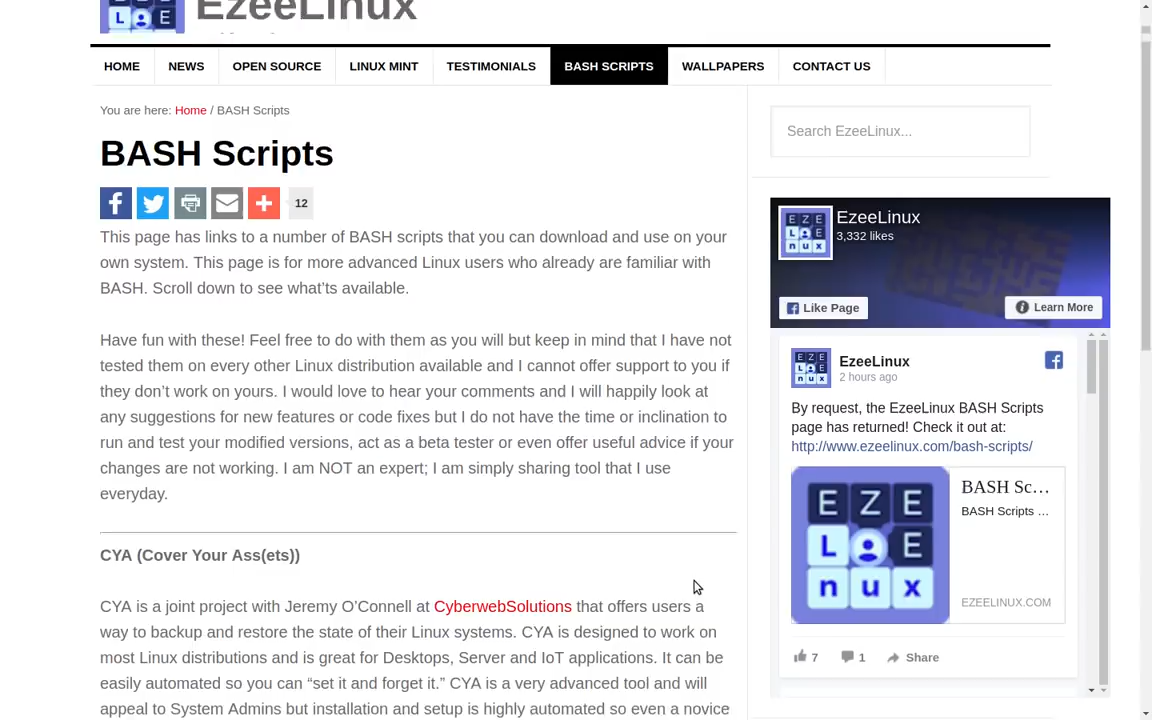 L E
EzeeLinux
HOME NEWS OPEN SOURCE LINUX MINT TESTIMONIALS BASH SCRIPTS WALLPAPERS CONTACT US
You are here: Home / BASH Scripts
BASH Scripts
12
This page has links to a number of BASH scripts that you can download and use on your
own system. This page is for more advanced Linux users who already are familiar with
BASH. Scroll down to see what’ts available.
Have fun with these! Feel free to do with them as you will but keep in mind that I have not
tested them on every other Linux distribution available and I cannot offer support to you if
they don’t work on yours. I would love to hear your comments and I will happily look at
any suggestions for new features or code fixes but I do not have the time or inclination to
run and test your modified versions, act as a beta tester or even offer useful advice if your
changes are not working. I am NOT an expert; I am simply sharing tool that I use
everyday.
CYA (Cover Your Ass(ets))
CYA is a joint project with Jeremy O’Connell at CyberwebSolutions that offers users a
way to backup and restore the state of their Linux systems. CYA is designed to work on
most Linux distributions and is great for Desktops, Server and IoT applications. It can be
easily automated so you can “set it and forget it.” CYA is a very advanced tool and will
appeal to System Admins but installation and setup is highly automated so even a novice
Search EzeeLinux...
E Z E
L E
n u x
EzeeLinux
3,332 likes
Like Page
Learn More
E Z E
L E
n u x
EzeeLinux
2 hours ago
By request, the EzeeLinux BASH Scripts
page has returned! Check it out at:
http://www.ezeelinux.com/bash-scripts/
E Z E
L E
n u x
BASH Sc…
BASH Scripts …
EZEELINUX.COM
7 1 Share